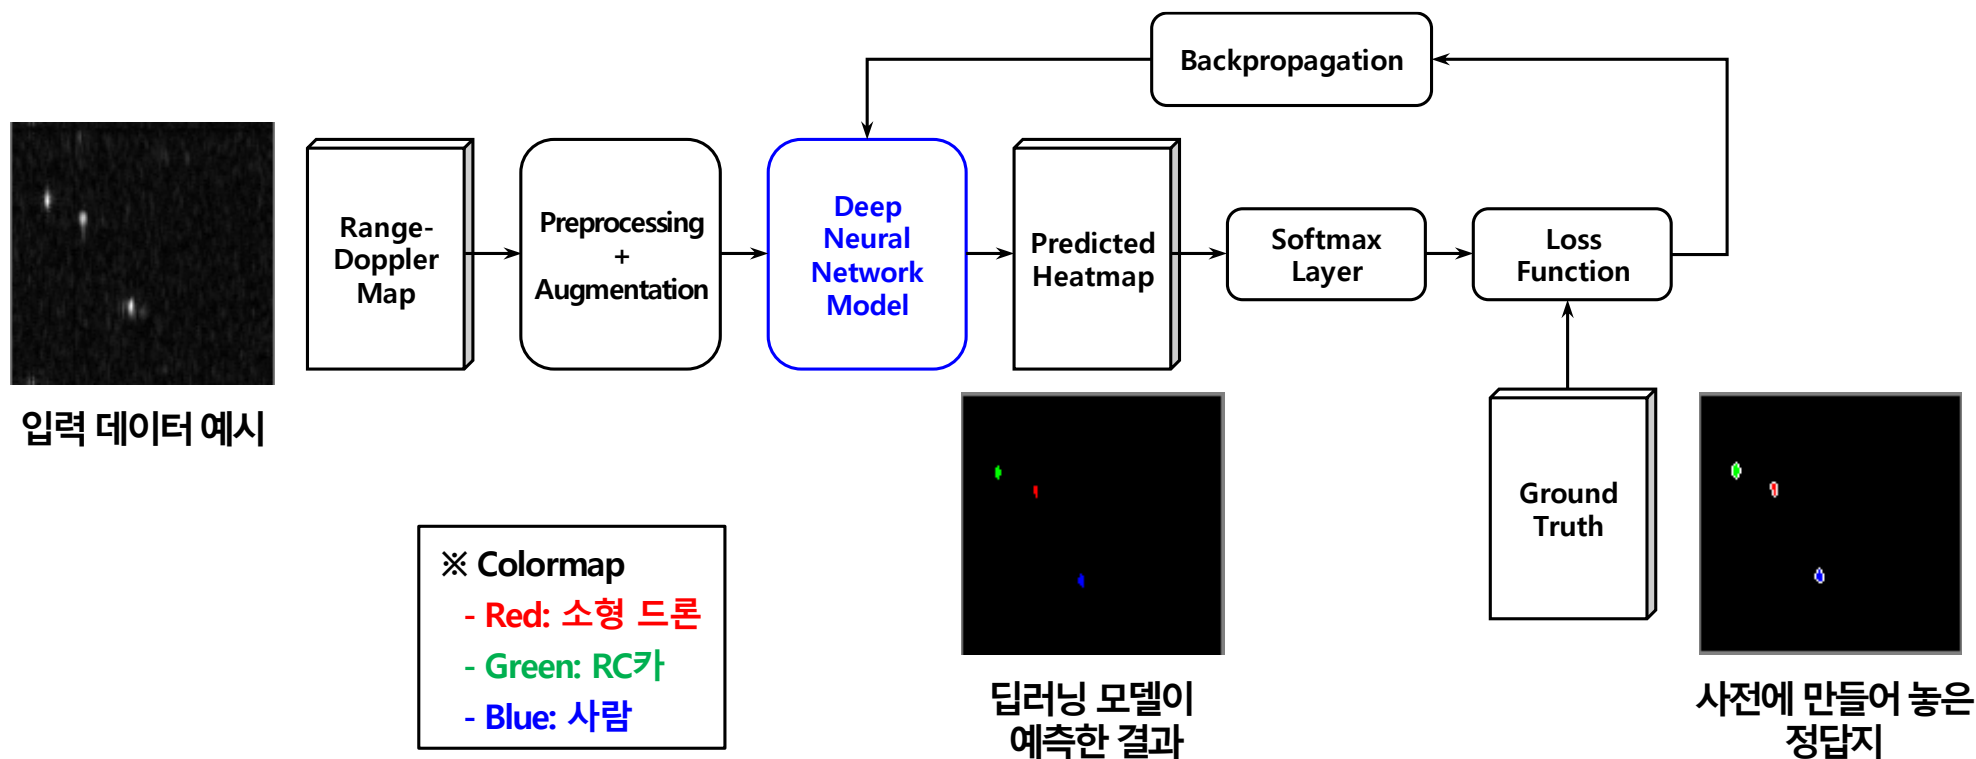 Backpropagation
Range-
Doppler
Map
Preprocessing
+
Augmentation
Deep
Neural
Network
Model
Predicted
Heatmap
Softmax
Layer
Loss
Function
입력 데이터 예시
Ground
Truth
※ Colormap
- Red: 소형 드론
- Green: RC카
- Blue: 사람
딥러닝 모델이
예측한 결과
사전에 만들어 놓은
정답지